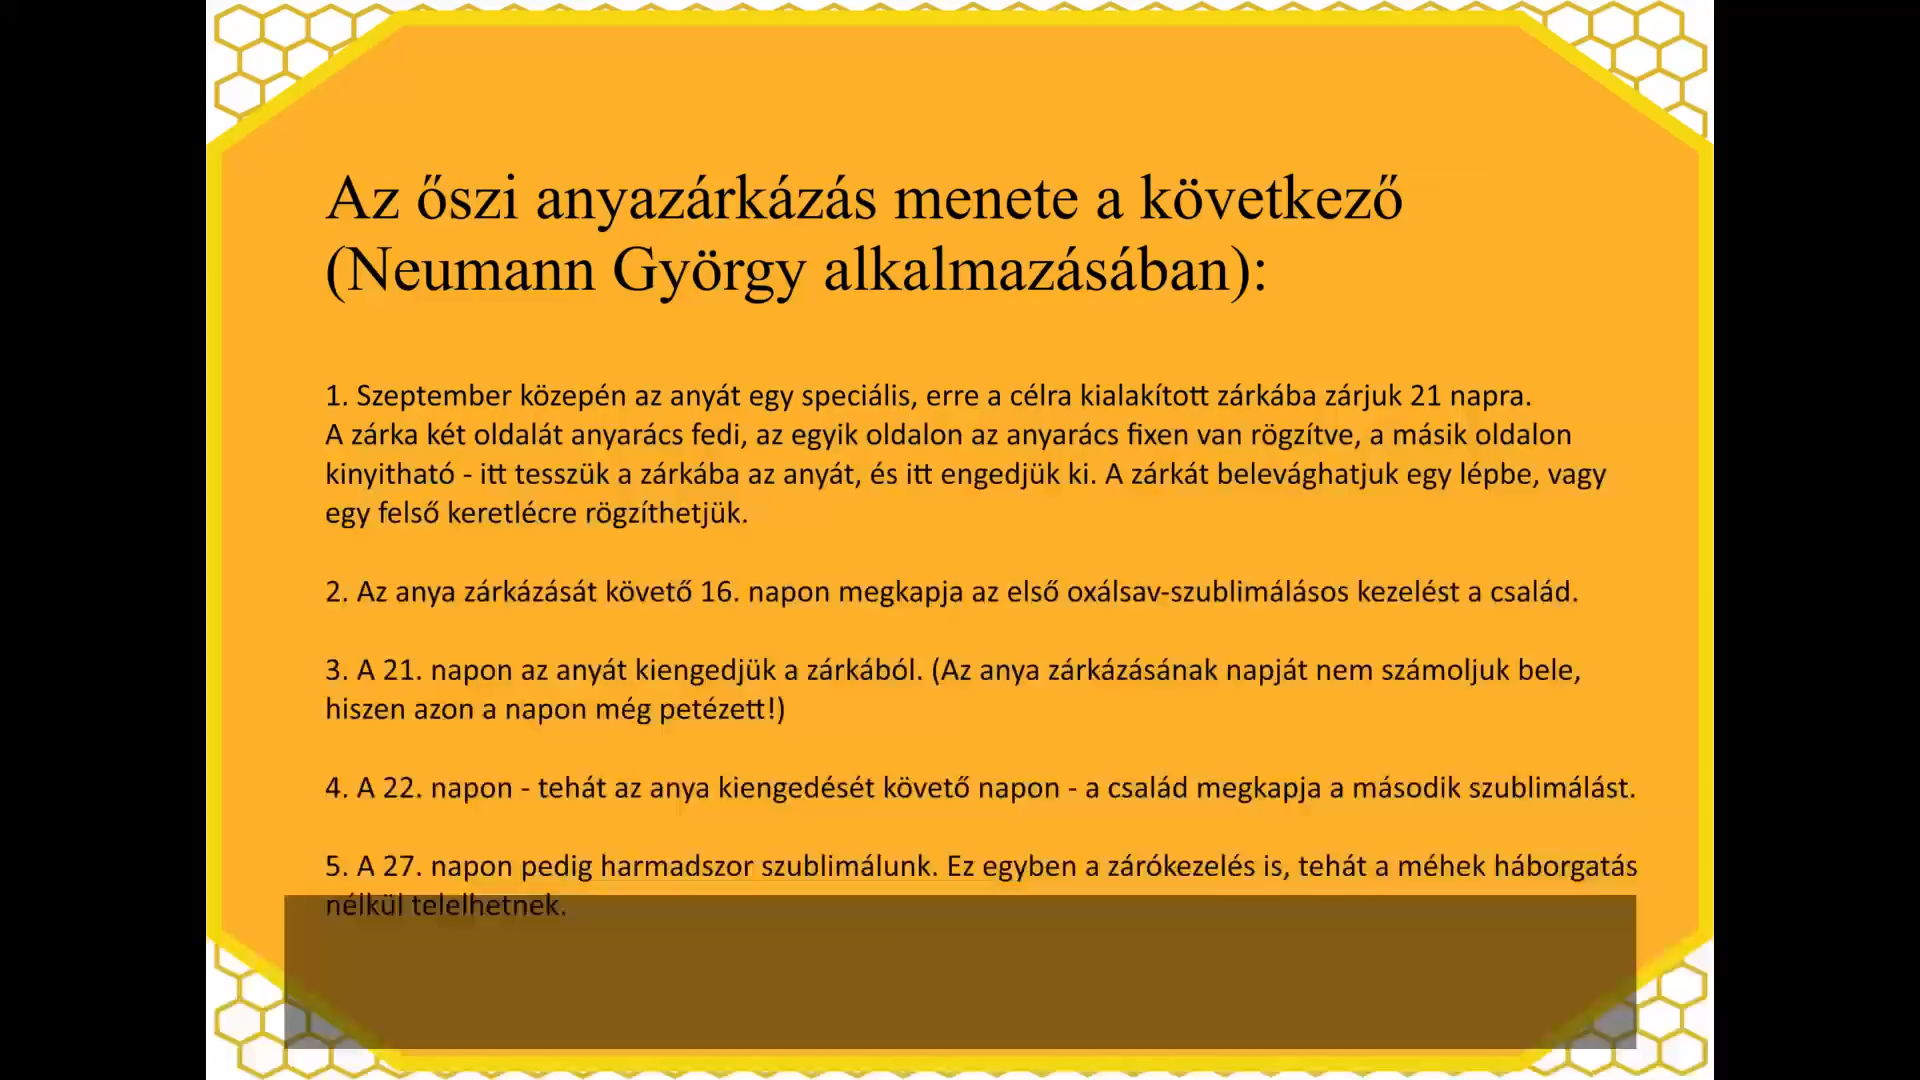 Az őszi anyazárkázás menete a következő
(Neumann György alkalmazásában):
1. Szeptember közepén az anyát egy speciális, erre a célra kialakított zárkába zárjuk 21 napra.
A zárka két oldalát anyarács fedi, az egyik oldalon az anyarács fixen van rögzítve, a másik oldalon
kinyitható - itt tesszük a zárkába az anyát, és itt engedjük ki. A zárkát belevághatjuk egy lépbe, vagy
egy felső keretlécre rögzíthetjük.
2. Az anya zárkázását követő 16. napon megkapja az első oxálsav-szublimálásos kezelést a család.
3. A 21. napon az anyát kiengedjük a zárkából. (Az anya zárkázásának napját nem számoljuk bele,
hiszen azon a napon még petézett!)
4. A 22. napon - tehát az anya kiengedését követő napon - a család megkapja a második szublimálást.
5. A 27. napon pedig harmadszor szublimálunk. Ez egyben a zárókezelés is, tehát a méhek háborgatás
nélkül telelhetnek.